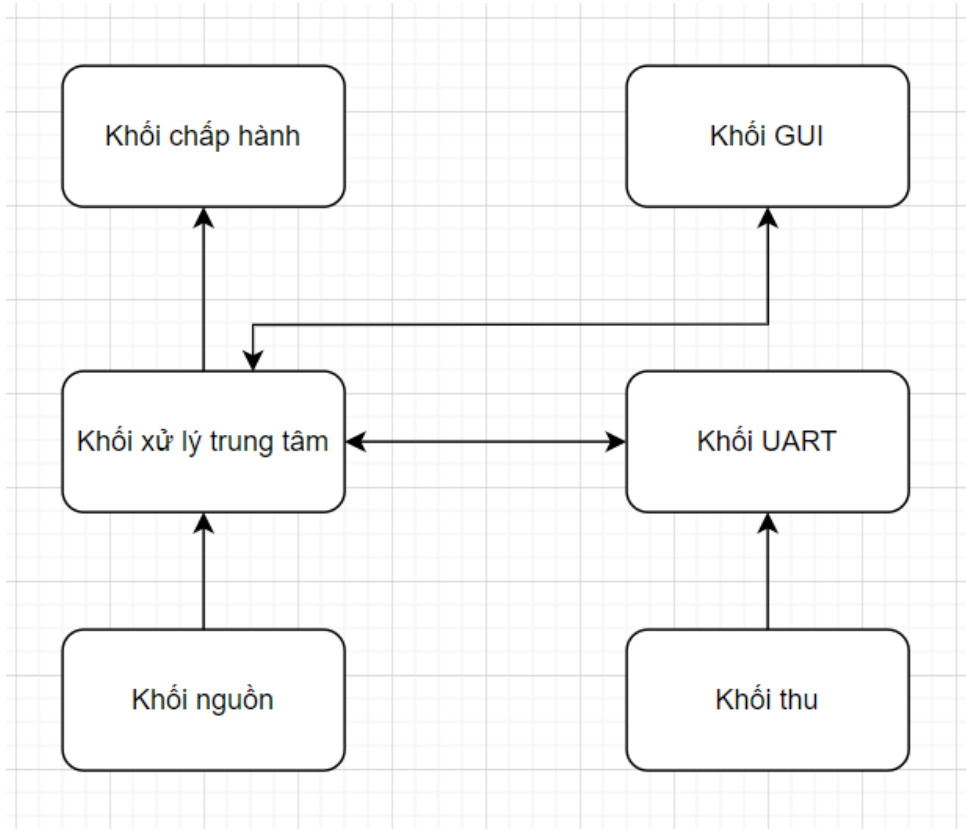 Khối chấp hành
Khối GUI
Khối xử lý trung tâm
Khối UART
Khối nguồn
Khối thu